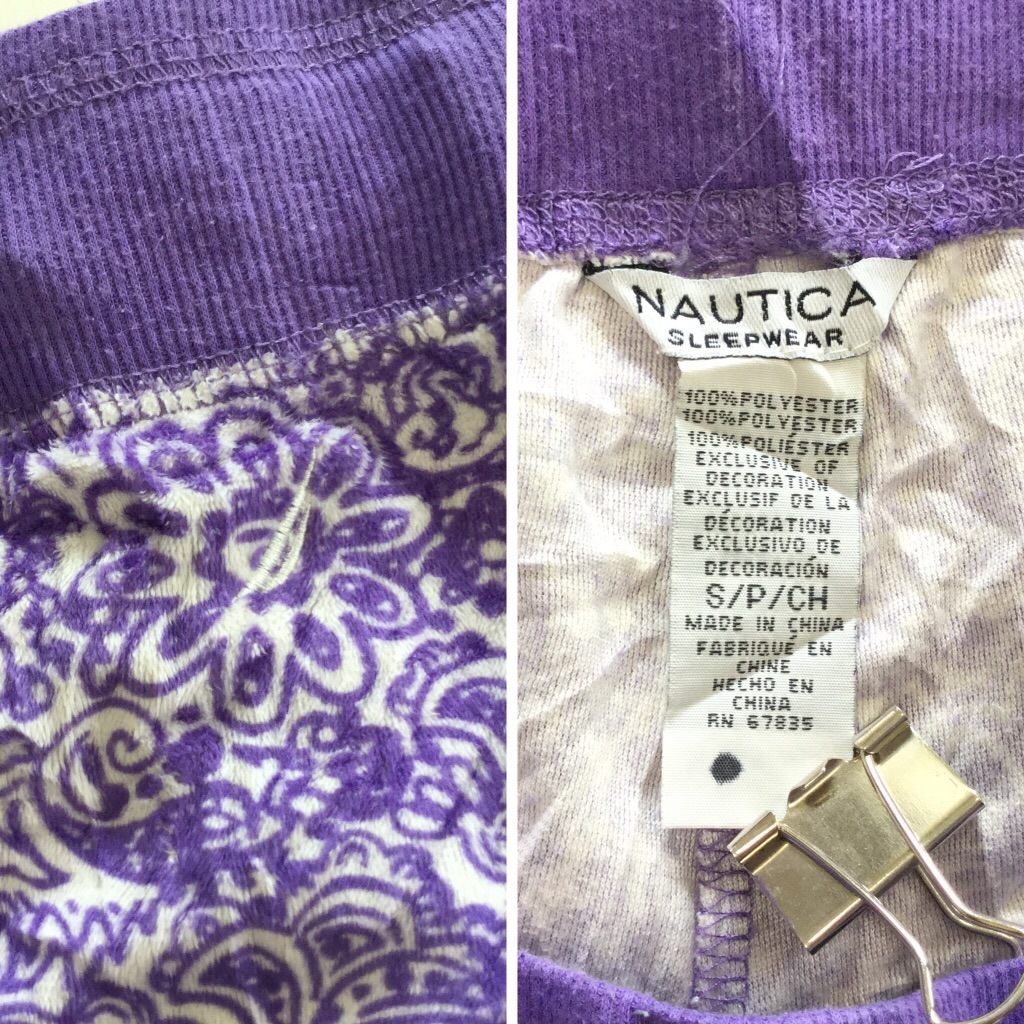 NAUTICA
SLEEPWEAR
100%POLYESTER
100%POLYESTER
100%POLIÉSTER
EXCLUSIVE OF
DECORATION
EXCLUSIF DE LA
DÉCORATION
EXCLUSIVO DE
DECORACIÓN
S/P/CH
MADE IN CHINA
FABRIQUÉ EN
CHINE
HECHO EN
CHINA
RN 67835